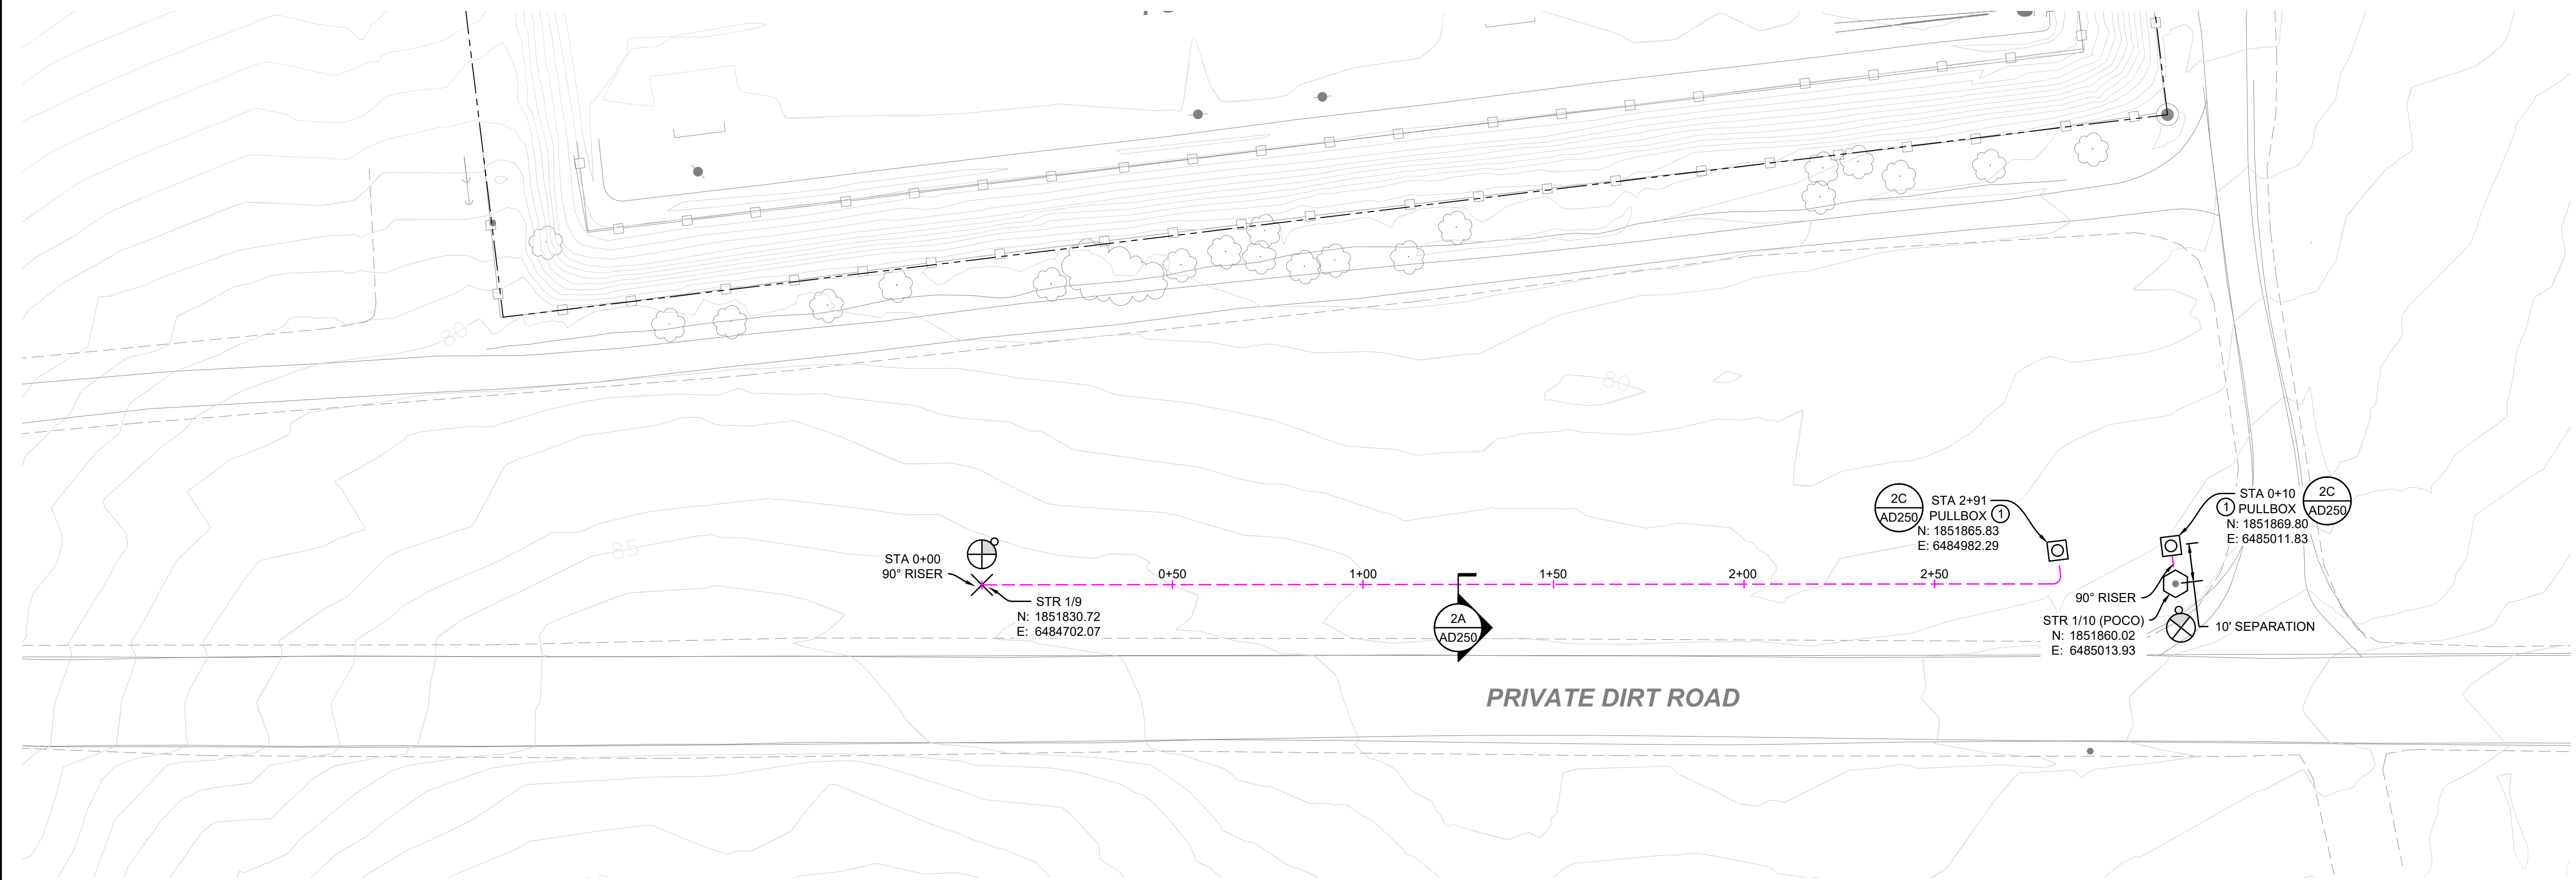 80
80
85
STA 0+00
90° RISER
STR 1/9
N: 1851830.72
E: 6484702.07
0+50
1+00
1+50
2+00
2+50
2A
AD250
2C
AD250
STA 2+91
PULLBOX 1
N: 1851865.83
E: 6484982.29
STA 0+10
1 PULLBOX
N: 1851869.80
E: 6485011.83
2C
AD250
90° RISER
STR 1/10 (POCO)
N: 1851860.02
E: 6485013.93
10' SEPARATION
PRIVATE DIRT ROAD